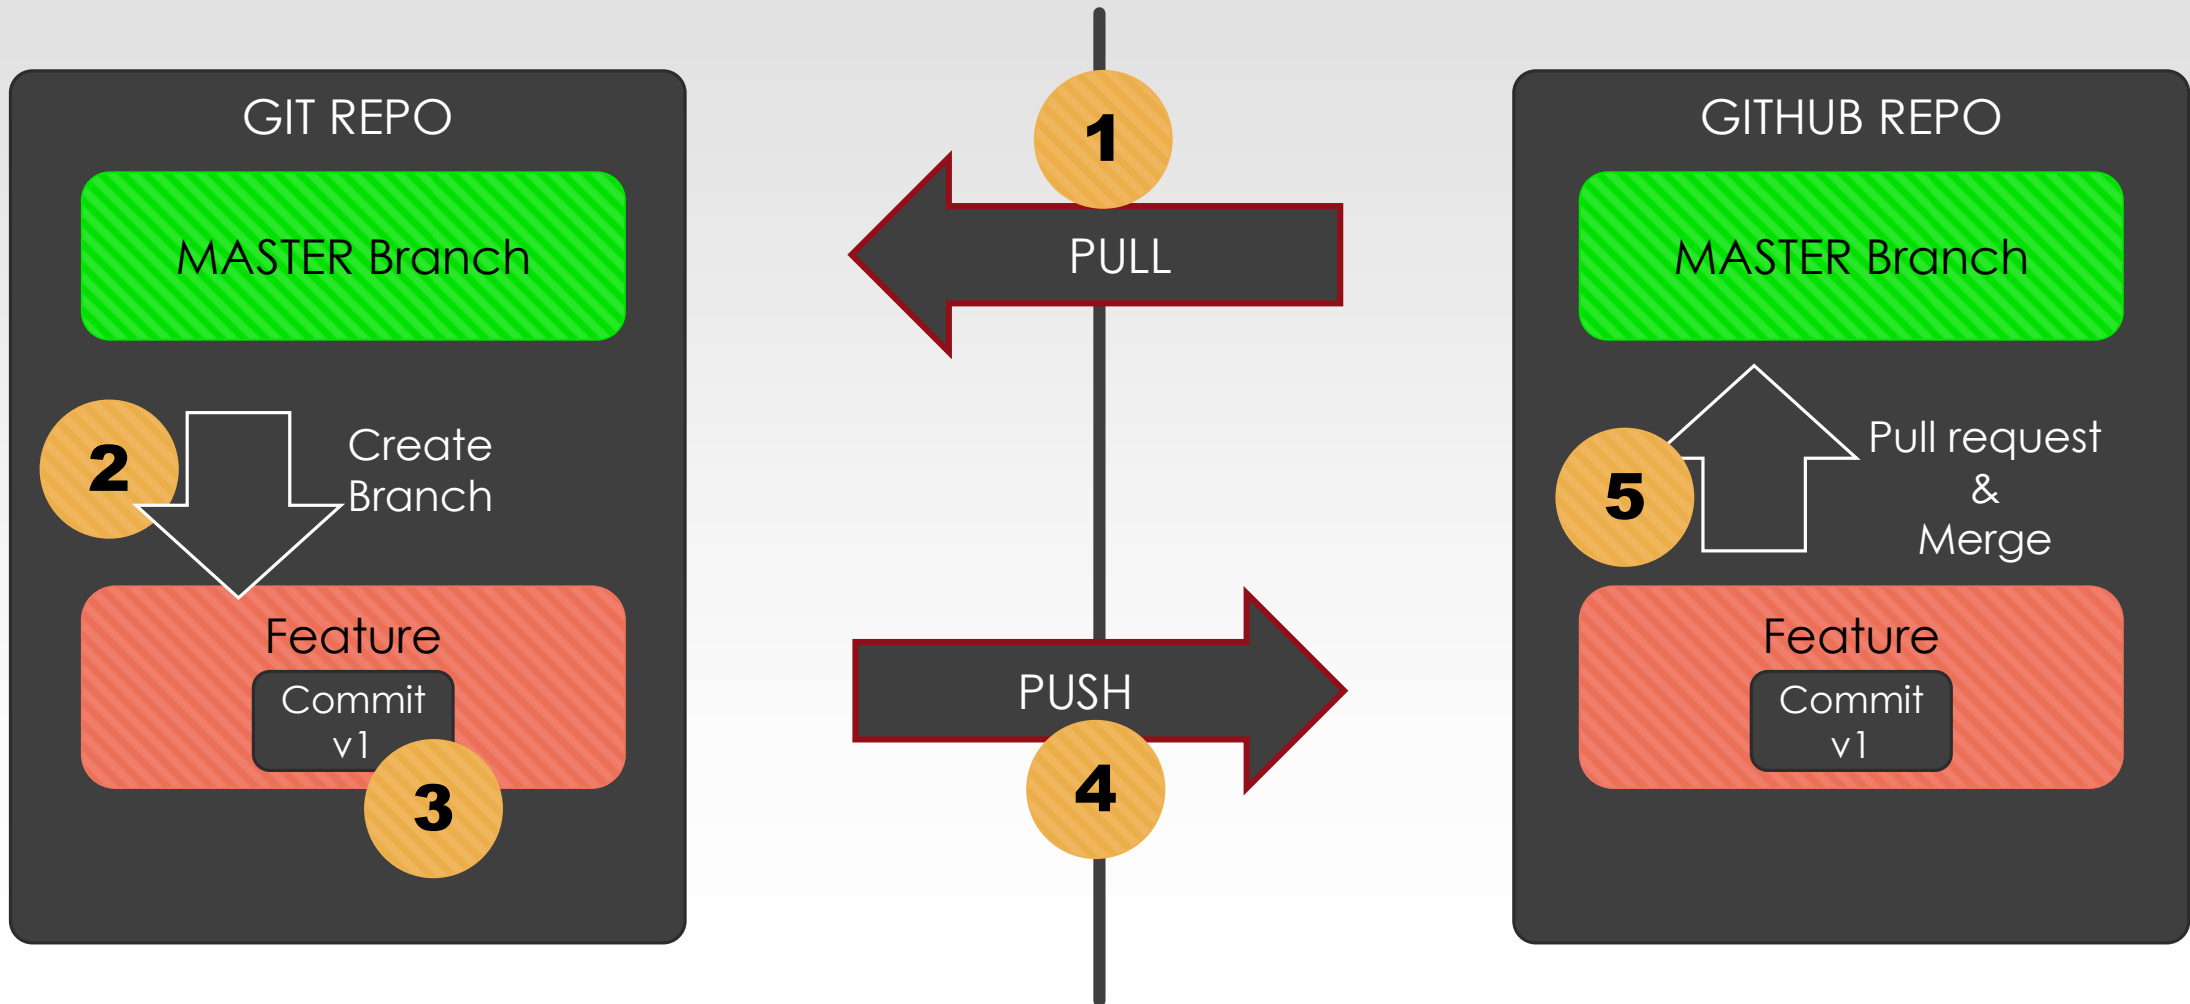 GIT REPO
MASTER Branch
2
Create
Branch
Feature
Commit
v1
3
1
PULL
PUSH
4
GITHUB REPO
MASTER Branch
5
Pull request
&
Merge
Feature
Commit
v1